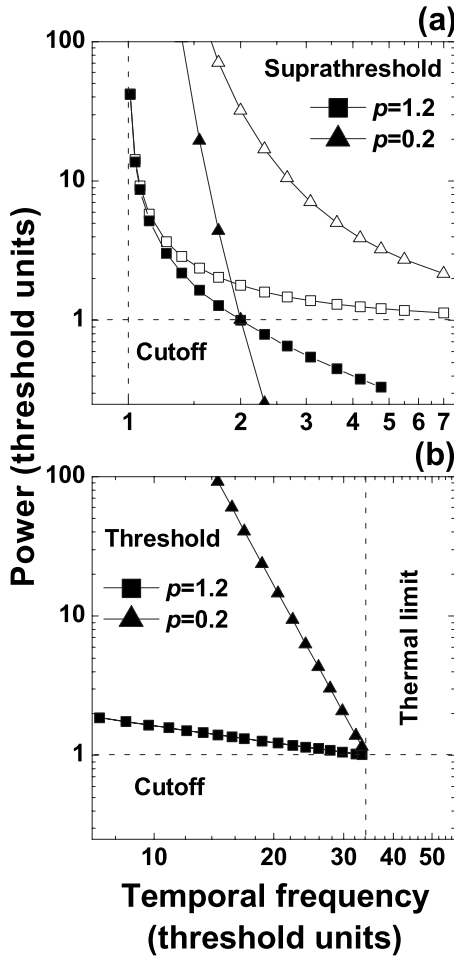 (a)
100
Suprathreshold
p=1.2
p=0.2
10
1
Cutoff
1 2 3 4 5 6 7
(b)
100
Threshold
p=1.2
p=0.2
10
Thermal limit
1
Cutoff
10 20 30 40 50
Power (threshold units)
Temporal frequency
(threshold units)